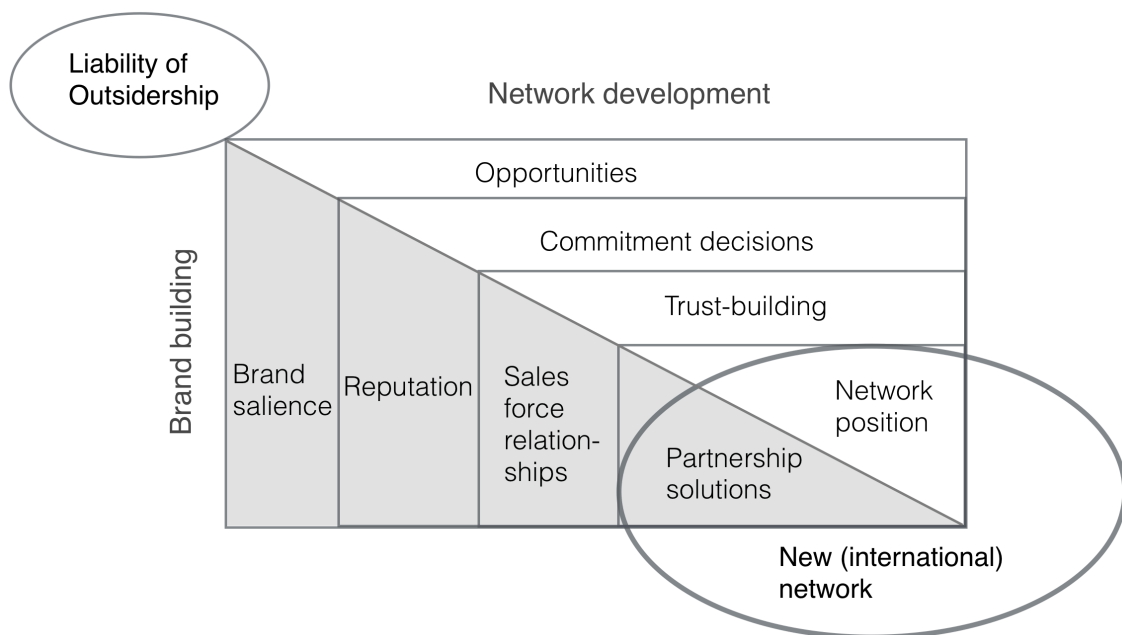 Liability of
Outsidership
Network development
Opportunities
Commitment decisions
Trust-building
Brand building
Brand
salience
Reputation
Sales
force
relation-
ships
Partnership
solutions
Network
position
New (international)
network